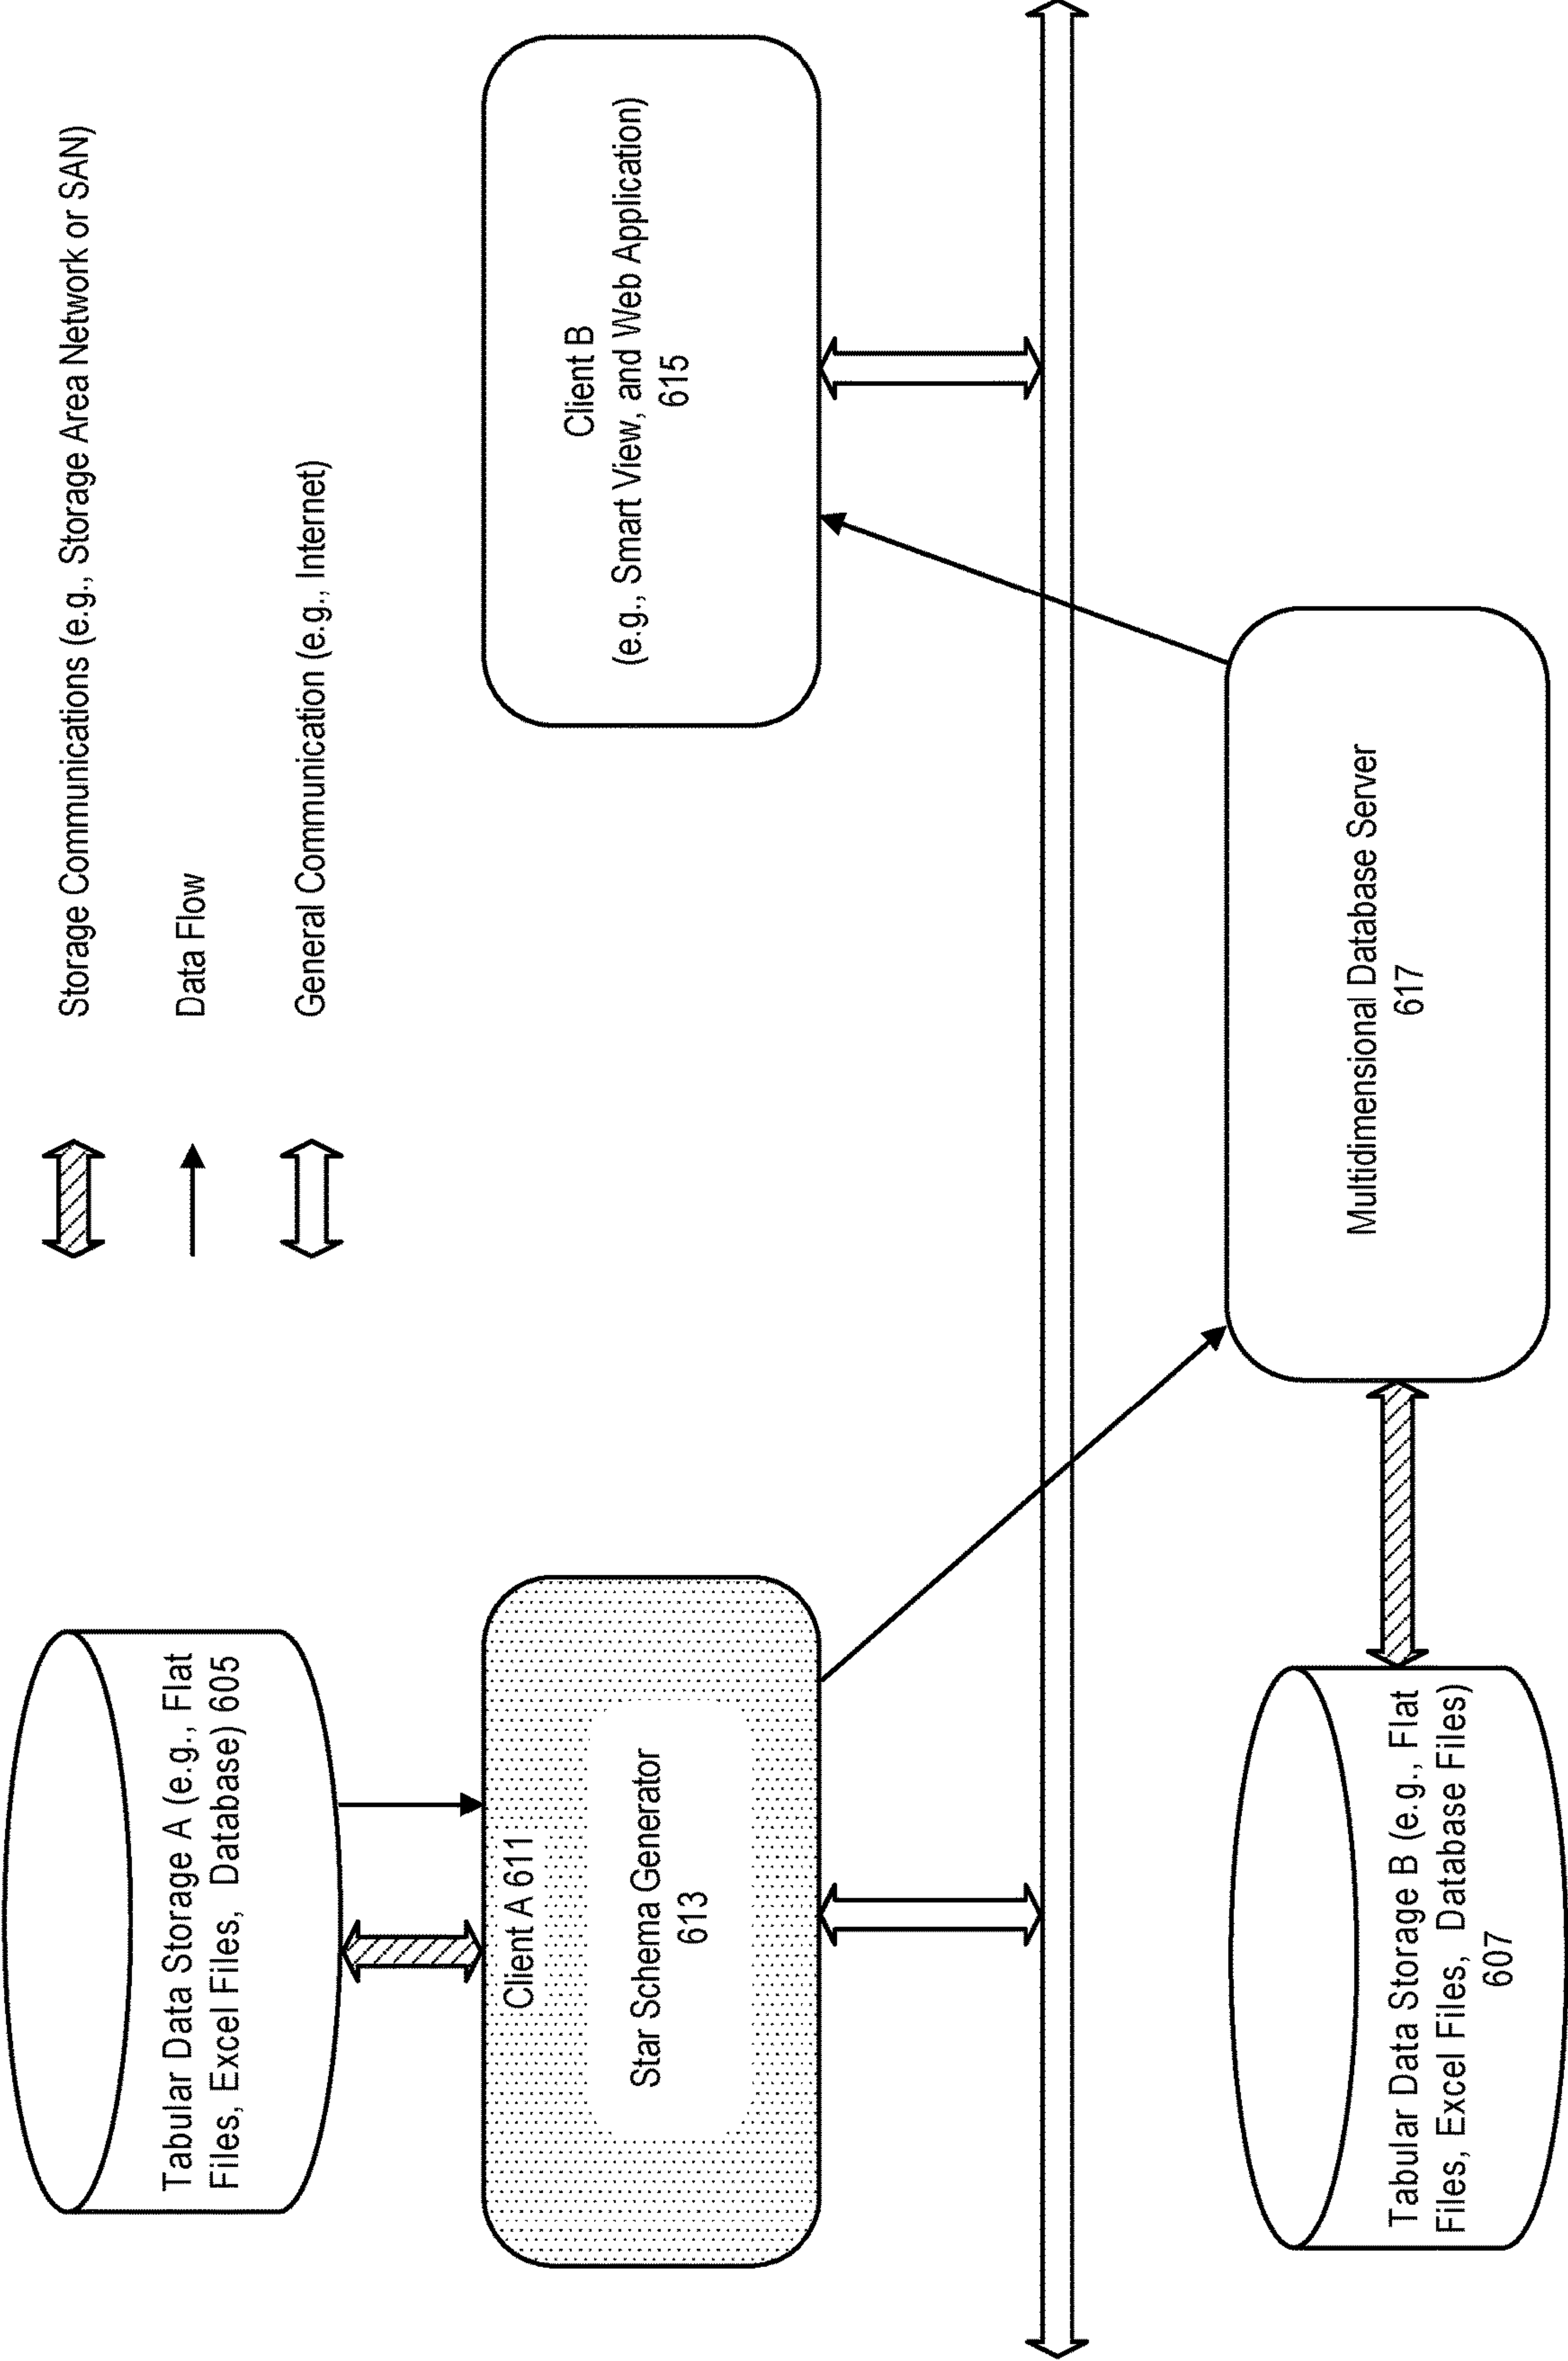 Storage Communications (e.g., Storage Area Network or SAN)
Data Flow
General Communication (e.g., Internet)
Tabular Data Storage A (e.g., Flat
Files, Excel Files, Database) 605
Client A 611
Star Schema Generator
613
Client B
(e.g., Smart View, and Web Application)
615
Tabular Data Storage B (e.g., Flat
Files, Excel Files, Database Files)
607
Multidimensional Database Server
617